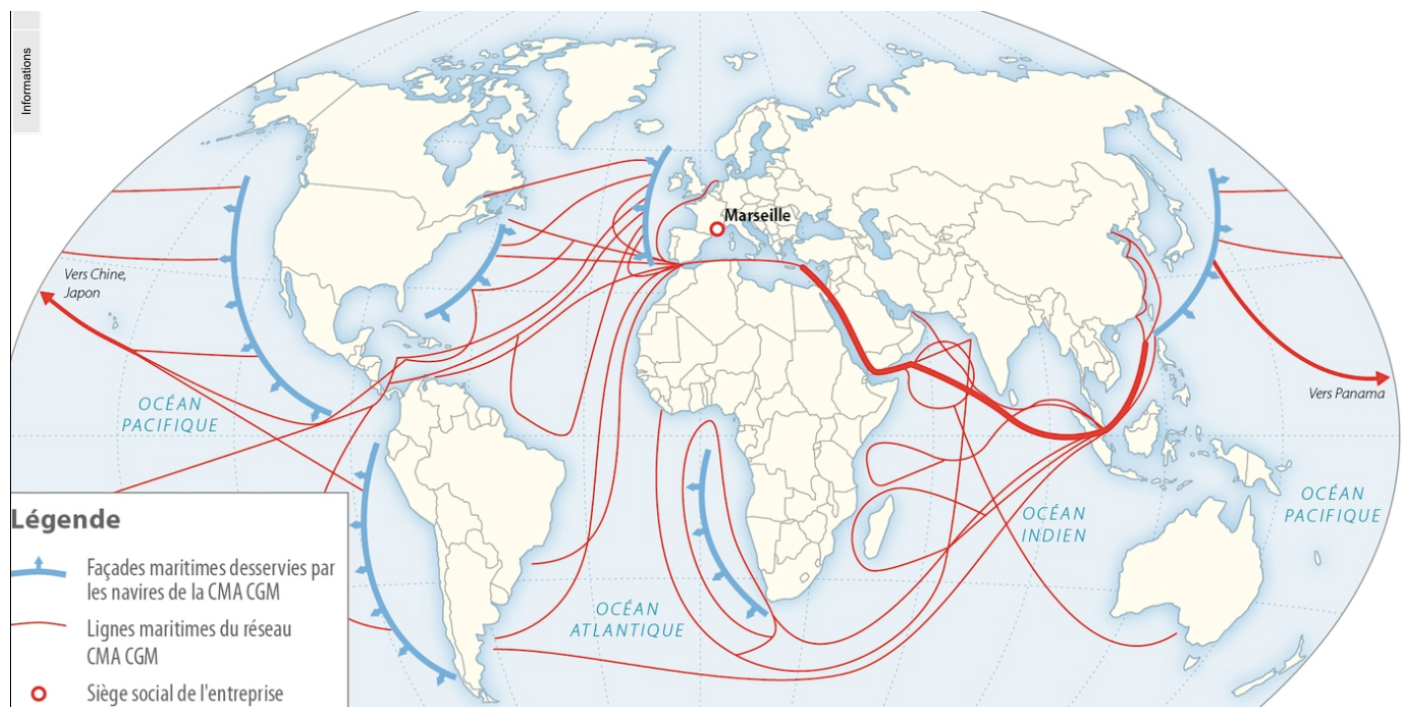 Informations
Marseille
Vers Chine,
Japon
OCÉAN
PACIFIQUE
Vers Panama
OCÉAN
PACIFIQUE
OCÉAN
INDIEN
OCÉAN
ATLANTIQUE
Légende
Façades maritimes desservies par
les navires de la CMA CGM
Lignes maritimes du réseau
CMA CGM
Siège social de l'entreprise